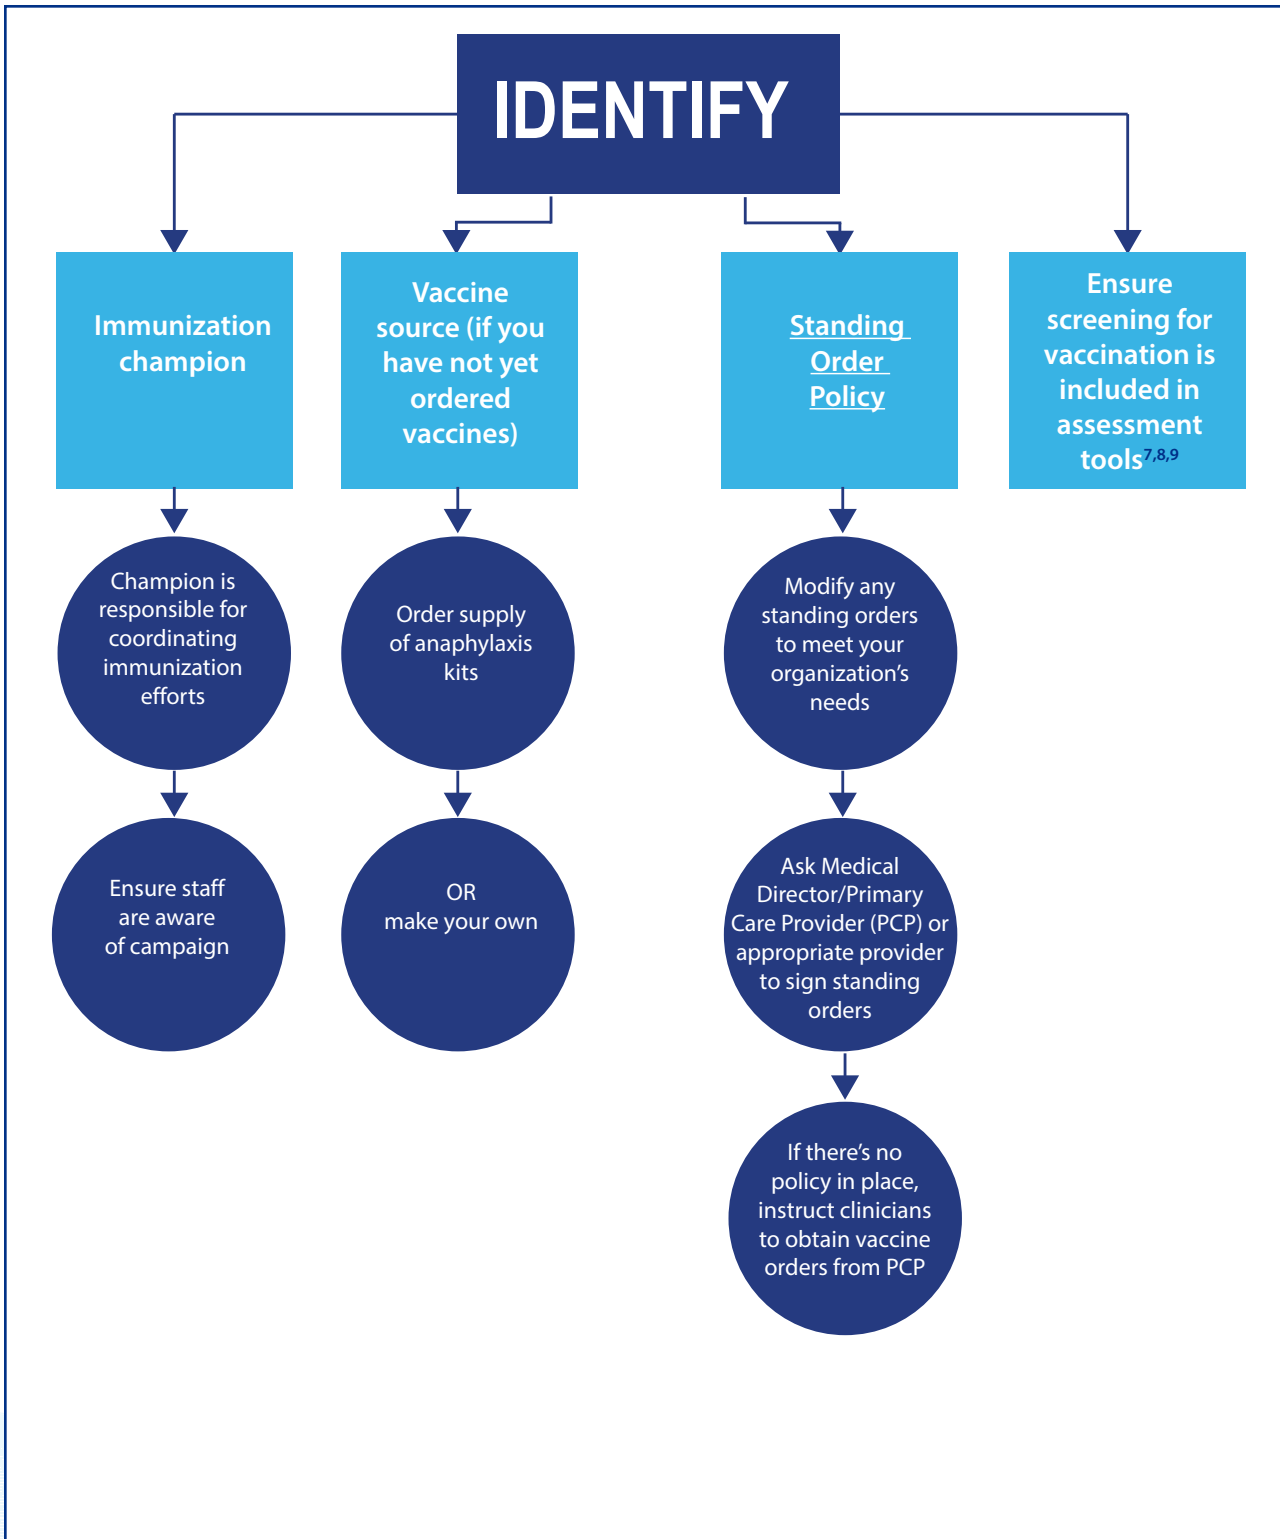 IDENTIFY
Immunization
champion
Vaccine
source (if you
have not yet
ordered
vaccines)
Standing
Order
Policy
Ensure
screening for
vaccination is
included in
assessment
tools7,8,9
Champion is
responsible for
coordinating
immunization
efforts
Order supply
of anaphylaxis
kits
Modify any
standing orders
to meet your
organization’s
needs
Ensure staff
are aware
of campaign
OR
make your own
Ask Medical
Director/Primary
Care Provider (PCP) or
appropriate provider
to sign standing
orders
If there’s no
policy in place,
instruct clinicians
to obtain vaccine
orders from PCP